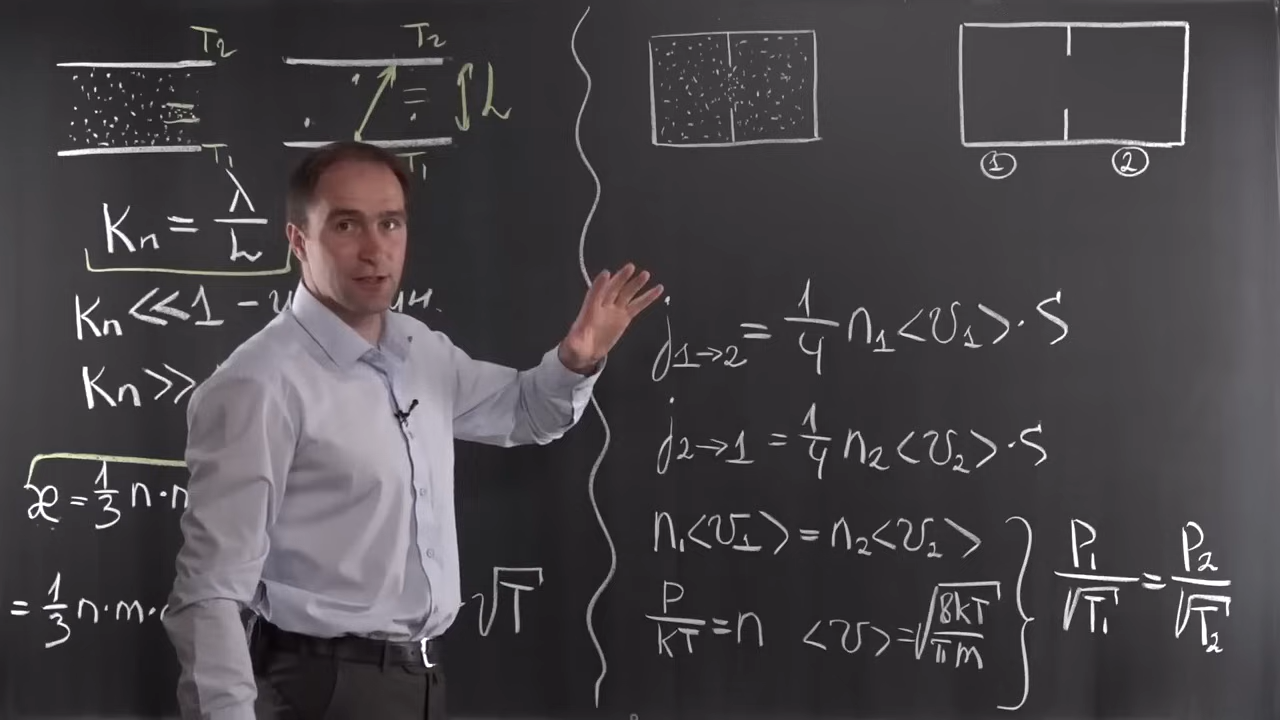 T₂
T₁
T₂
L
T₁
Kₙ = λ/L
Kₙ << 1 –
Kₙ >>
æ = 1/3 n·
= 1/3 n·m·
√T
① ②
j₁→₂ = 1/4 n₁<υ₁>·S
j₂→₁ = 1/4 n₂<υ₂>·S
n₁<υ₁> = n₂<υ₂>
P/kT = n <υ> = √(8kT/πm) } P₁/√T₁ = P₂/√T₂